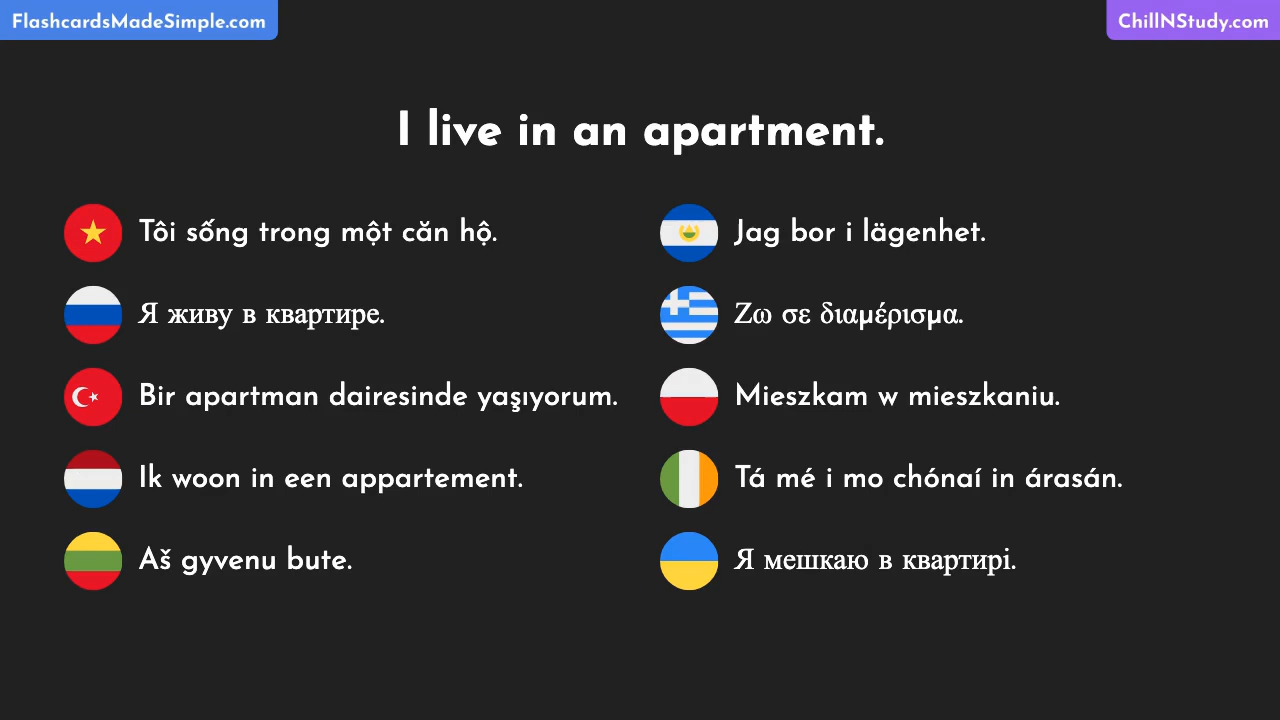 FlashcardsMadeSimple.com
ChillNStudy.com
I live in an apartment.
Tôi sống trong một căn hộ.
Я живу в квартире.
Bir apartman dairesinde yaşıyorum.
Ik woon in een appartement.
Aš gyvenu bute.
Jag bor i lägenhet.
Ζω σε διαμέρισμα.
Mieszkam w mieszkaniu.
Tá mé i mo chónaí in árasán.
Я мешкаю в квартирі.